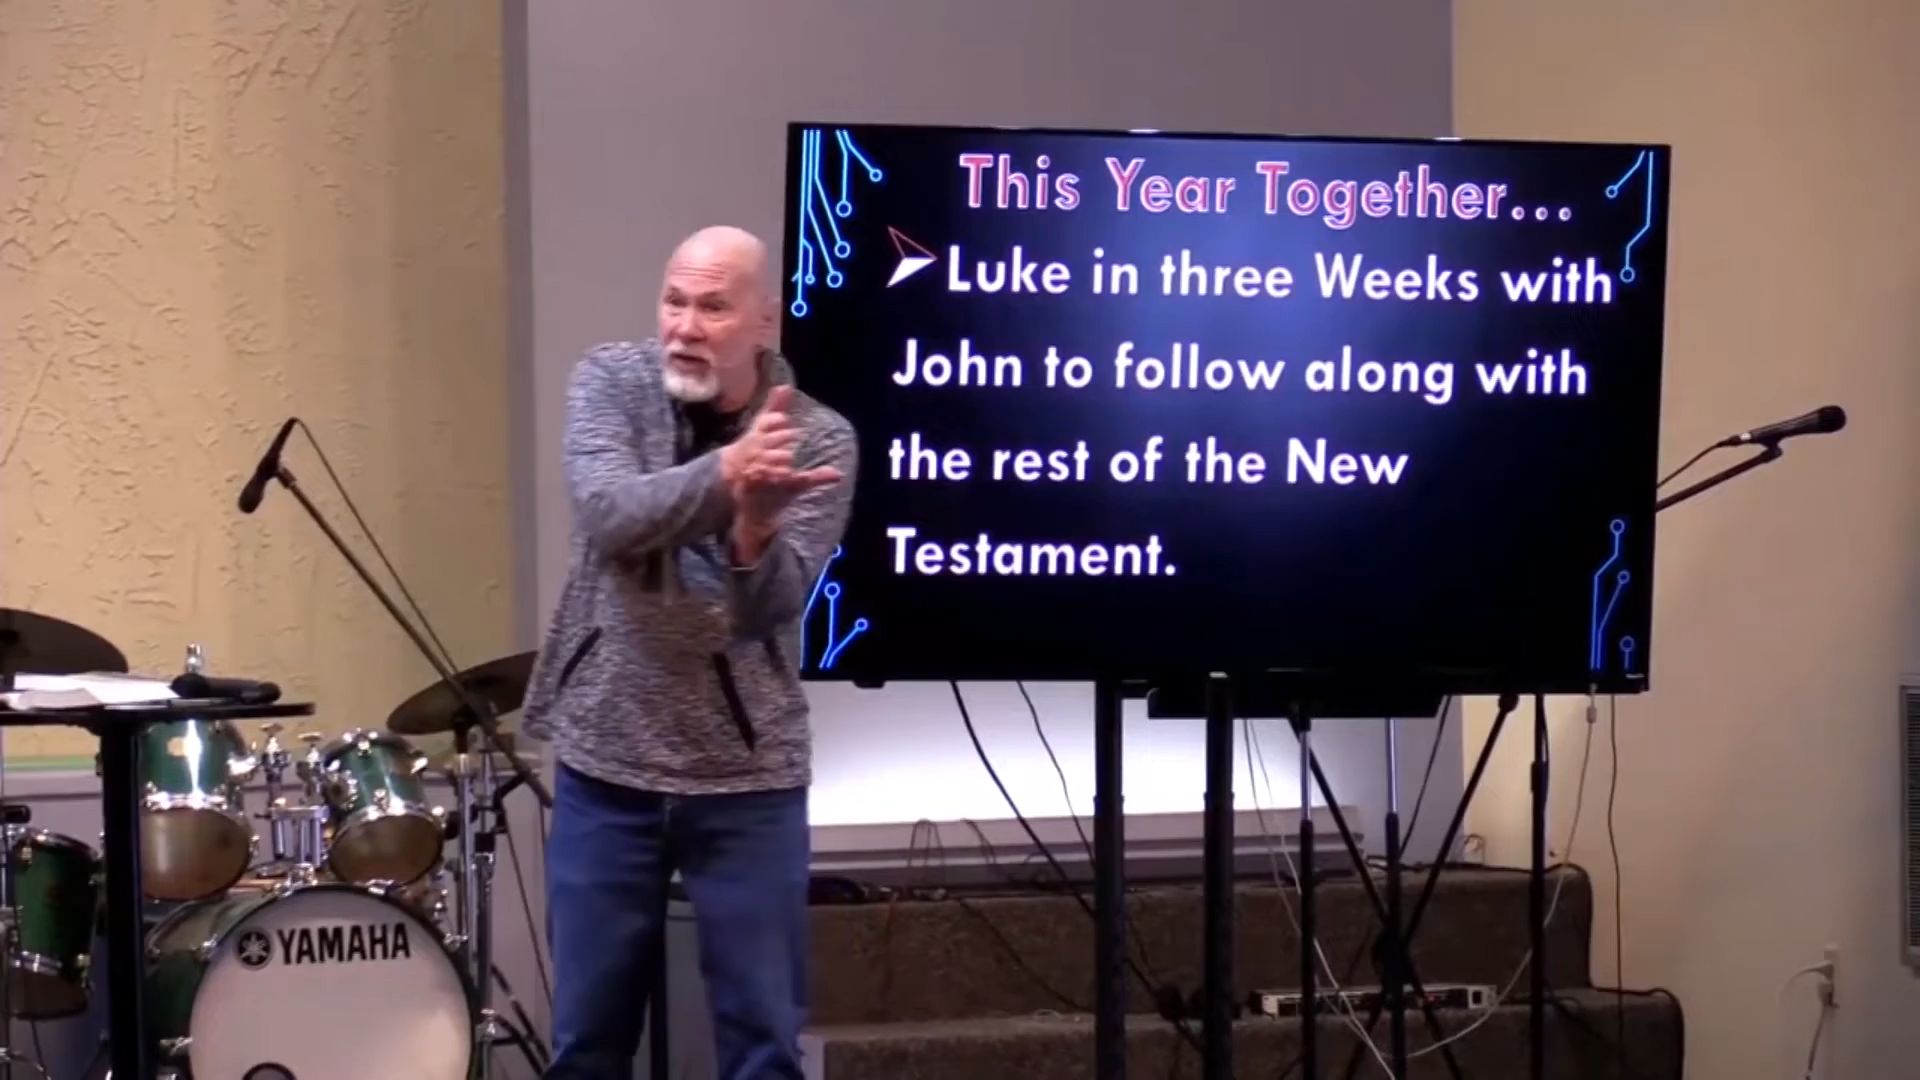 This Year Together...
Luke in three Weeks with
John to follow along with
the rest of the New
Testament.
YAMAHA